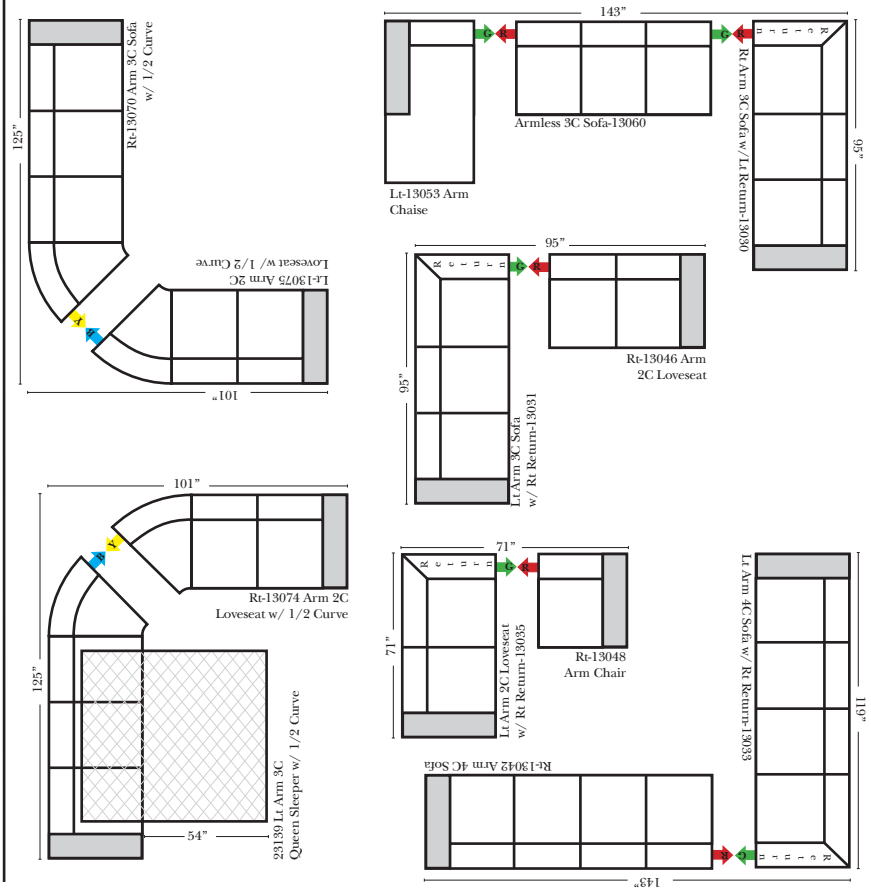 125"
Rt-13070 Arm 3C Sofa
w/ 1/2 Curve
Y
B
Lt-13075 Arm 2C
Loveseat w/ 1/2 Curve
101"
143"
G
R
G
R
Return
Lt-13053 Arm
Chaise
Armless 3C Sofa-13060
Rt Arm 3C Sofa w/Lt Return-13030
95"
95"
Return
G
R
95"
Lt Arm 3C Sofa
w/ Rt Return-13031
Rt-13046 Arm
2C Loveseat
101"
B
Y
125"
Rt-13074 Arm 2C
Loveseat w/ 1/2 Curve
54"
23139 Lt Arm 3C
Queen Sleeper w/ 1/2 Curve
71"
Return
G
R
71"
Lt Arm 2C Loveseat
w/ Rt Return-13035
Rt-13048
Arm Chair
Rt-13042 Arm 4C Sofa
R
G
Return
Lt Arm 4C Sofa w/ Rt Return-13033
119"
143"